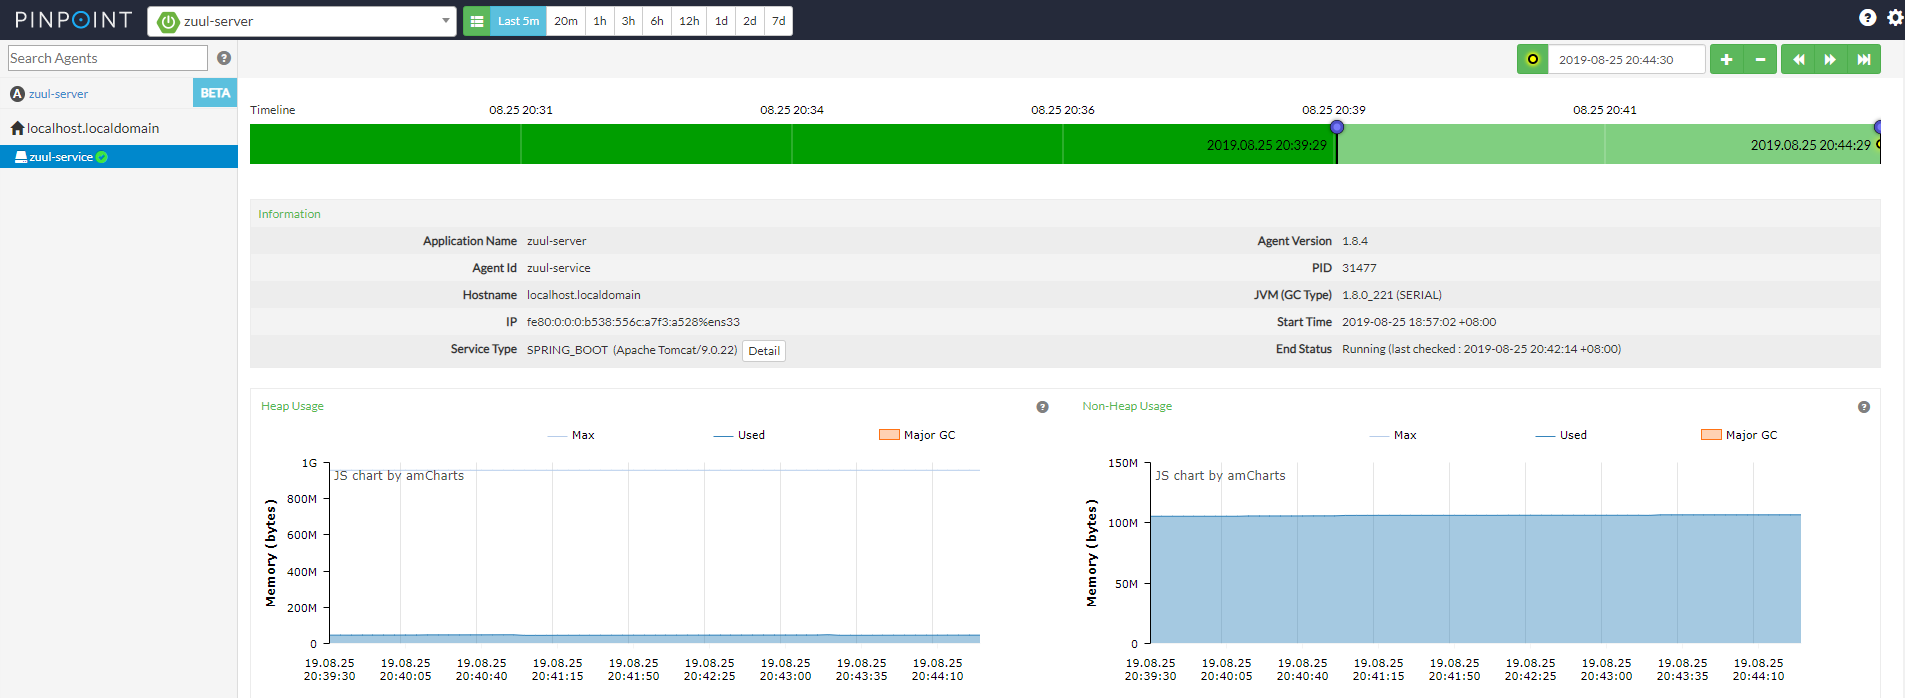 PINPOINT
zuul-server
Last 5m 20m 1h 3h 6h 12h 1d 2d 7d
Search Agents
2019-08-25 20:44:30
A zuul-server BETA
localhost.localdomain
zuul-service
Timeline 08.25 20:31 08.25 20:34 08.25 20:36 08.25 20:39 08.25 20:41
2019.08.25 20:39:29 2019.08.25 20:44:29
Information
Application Name zuul-server Agent Version 1.8.4
Agent Id zuul-service PID 31477
Hostname localhost.localdomain JVM (GC Type) 1.8.0_221 (SERIAL)
IP fe80:0:0:0:b538:556c:a7f3:a528%ens33 Start Time 2019-08-25 18:57:02 +08:00
Service Type SPRING_BOOT (Apache Tomcat/9.0.22) Detail End Status Running (last checked : 2019-08-25 20:42:14 +08:00)
Heap Usage
Max Used Major GC
JS chart by amCharts
Memory (bytes)
1G
800M
600M
400M
200M
0
19.08.25 19.08.25 19.08.25 19.08.25 19.08.25 19.08.25 19.08.25 19.08.25 19.08.25
20:39:30 20:40:05 20:40:40 20:41:15 20:41:50 20:42:25 20:43:00 20:43:35 20:44:10
Non-Heap Usage
Max Used Major GC
JS chart by amCharts
Memory (bytes)
150M
100M
50M
0
19.08.25 19.08.25 19.08.25 19.08.25 19.08.25 19.08.25 19.08.25 19.08.25 19.08.25
20:39:30 20:40:05 20:40:40 20:41:15 20:41:50 20:42:25 20:43:00 20:43:35 20:44:10